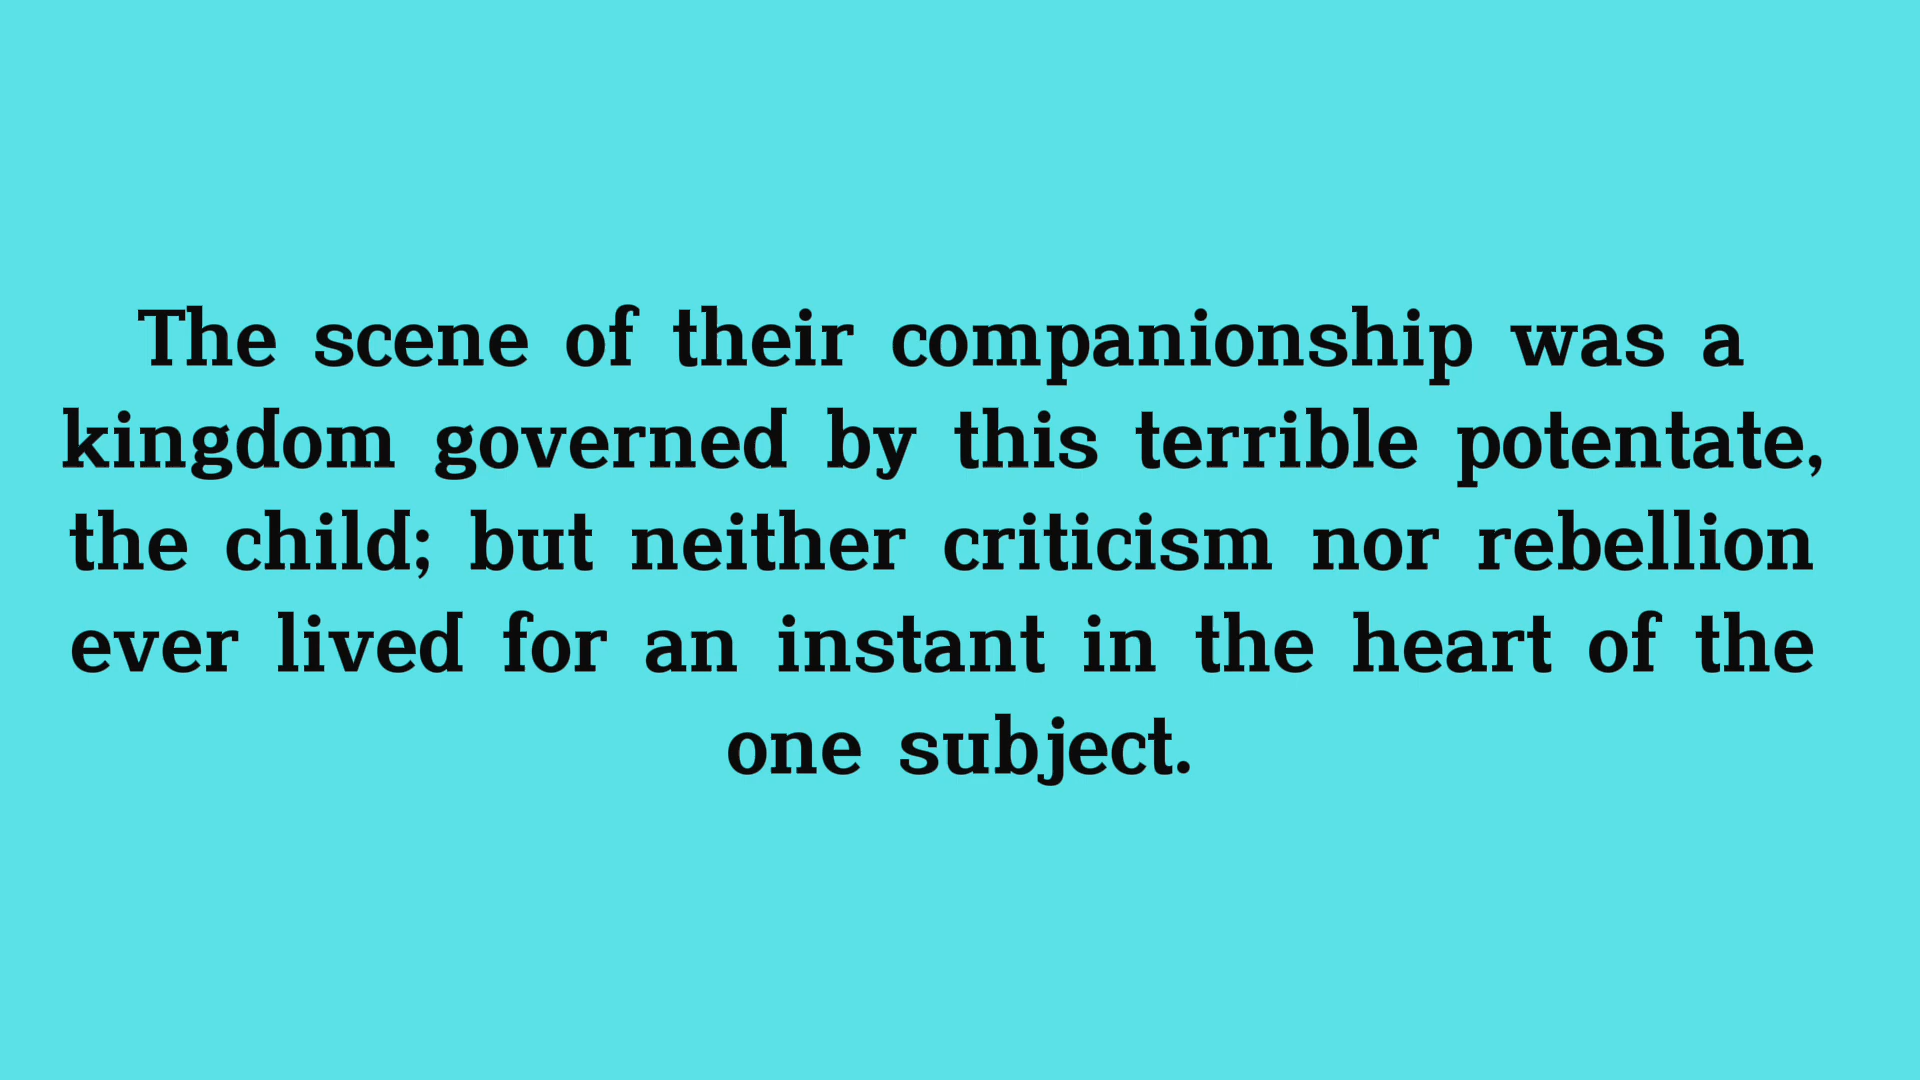 The scene of their companionship was a
kingdom governed by this terrible potentate,
the child; but neither criticism nor rebellion
ever lived for an instant in the heart of the
one subject.